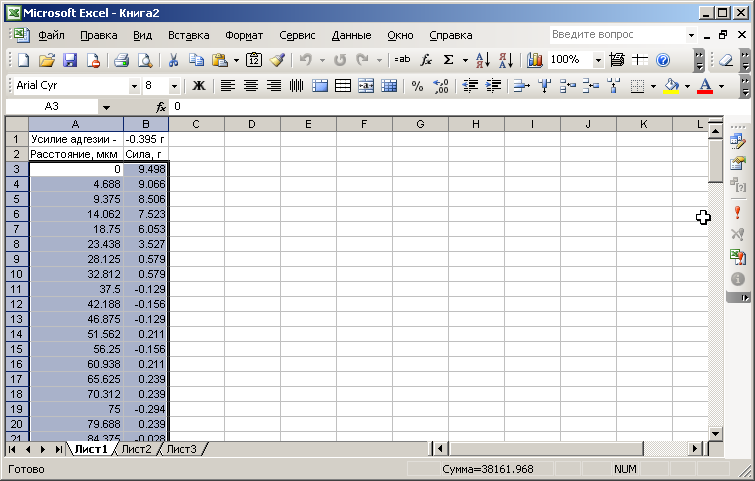 Microsoft Excel - Книга2
Файл Правка Вид Вставка Сервис Формат Данные Окно Справка Введите вопрос
12 ab fx Σ 100%
Arial Cyr 8 Ж % A
A3 fx 0
A B C D E F G H I J K L
1 Усилие адгезии - -0.395 г
2 Расстояние, мкм Сила, г
3 0 9.498
4 4.688 9.066
5 9.375 8.506
6 14.062 7.523
7 18.75 6.053
8 23.438 3.527
9 28.125 0.579
10 32.812 0.579
11 37.5 -0.129
12 42.188 -0.156
13 46.875 -0.129
14 51.562 0.211
15 56.25 -0.156
16 60.938 0.211
17 65.625 0.239
18 70.312 0.239
19 75 -0.294
20 79.688 0.239
21 84.375 -0.028
Лист1 Лист2 Лист3
Готово Сумма=38161.968 NUM